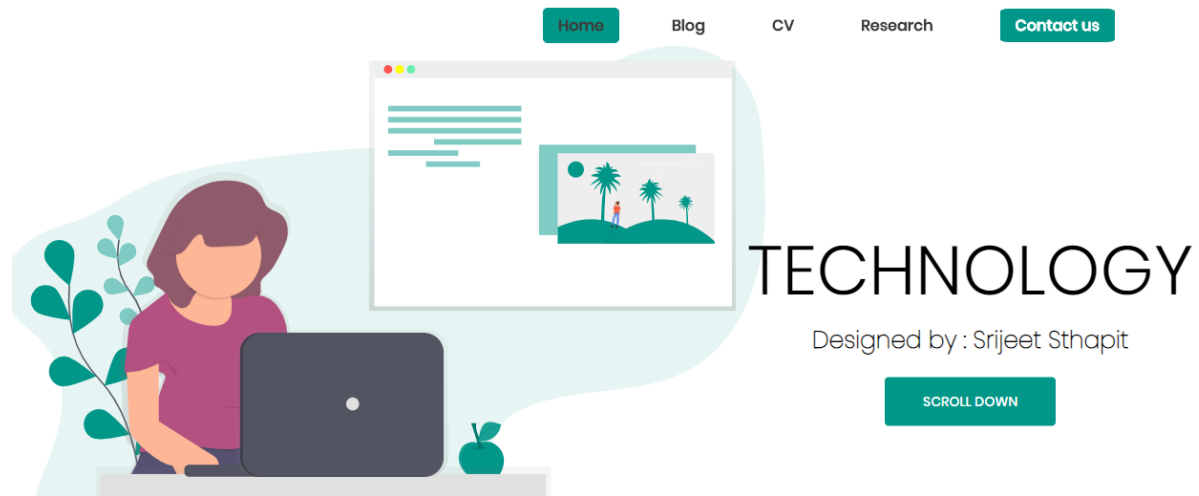 Home Blog CV Research Contact us
TECHNOLOGY
Designed by : Srijeet Sthapit
SCROLL DOWN